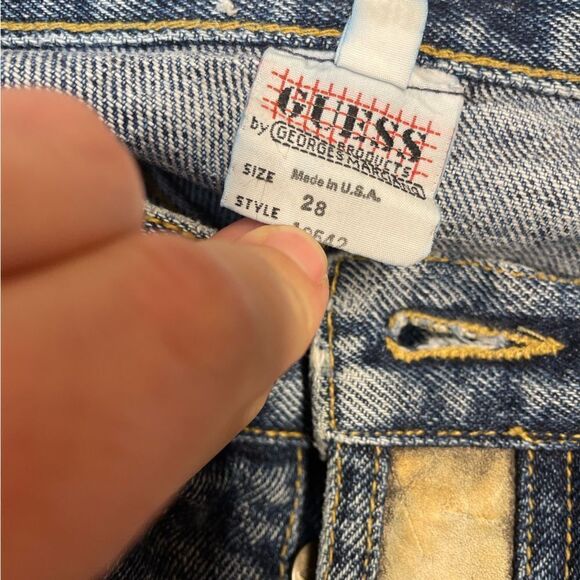 GUESS
by GEORGES MARCIANO
Made in U.S.A.
SIZE 28
STYLE